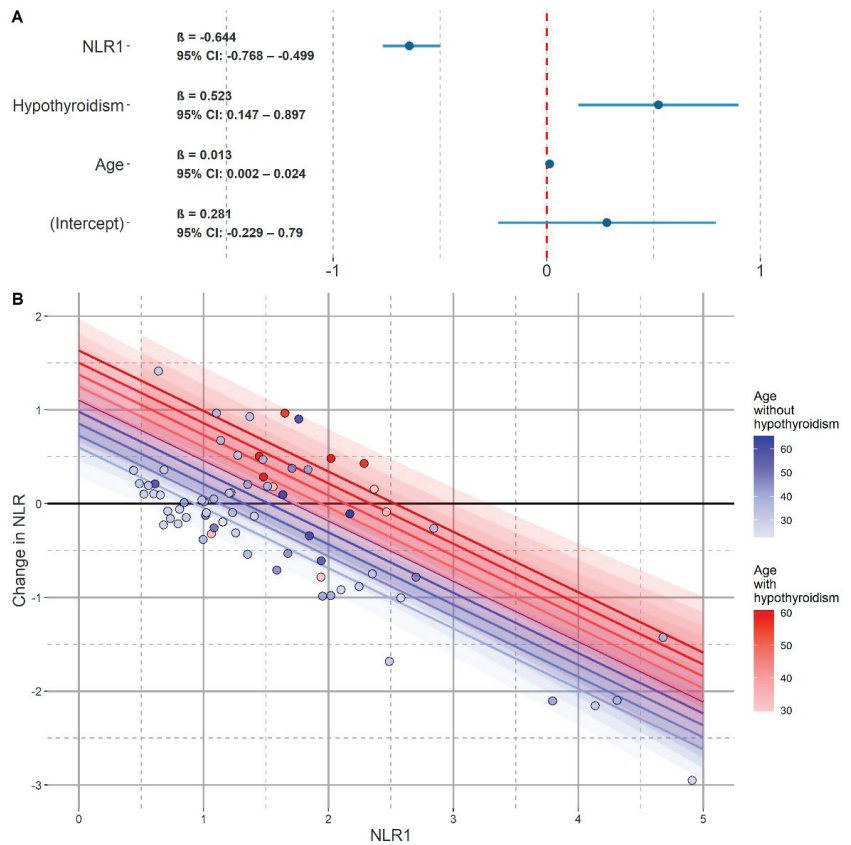 A
NLR1
ß = -0.644
95% CI: -0.768 – -0.499
Hypothyroidism
ß = 0.523
95% CI: 0.147 – 0.897
Age
ß = 0.013
95% CI: 0.002 – 0.024
(Intercept)
ß = 0.281
95% CI: -0.229 – 0.79
-1
0
1
B
Change in NLR
2
1
0
-1
-2
-3
0
1
2
3
4
5
NLR1
Age
without
hypothyroidism
60
50
40
30
Age
with
hypothyroidism
60
50
40
30